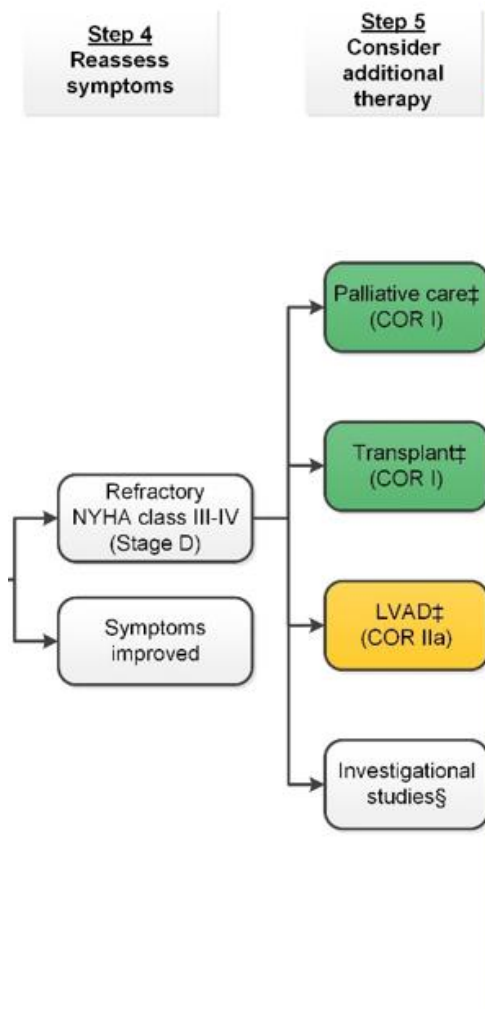 Step 4
Reassess
symptoms
Step 5
Consider
additional
therapy
Palliative care‡
(COR I)
Transplant‡
(COR I)
Refractory
NYHA class III-IV
(Stage D)
LVAD‡
(COR IIa)
Symptoms
improved
Investigational
studies§